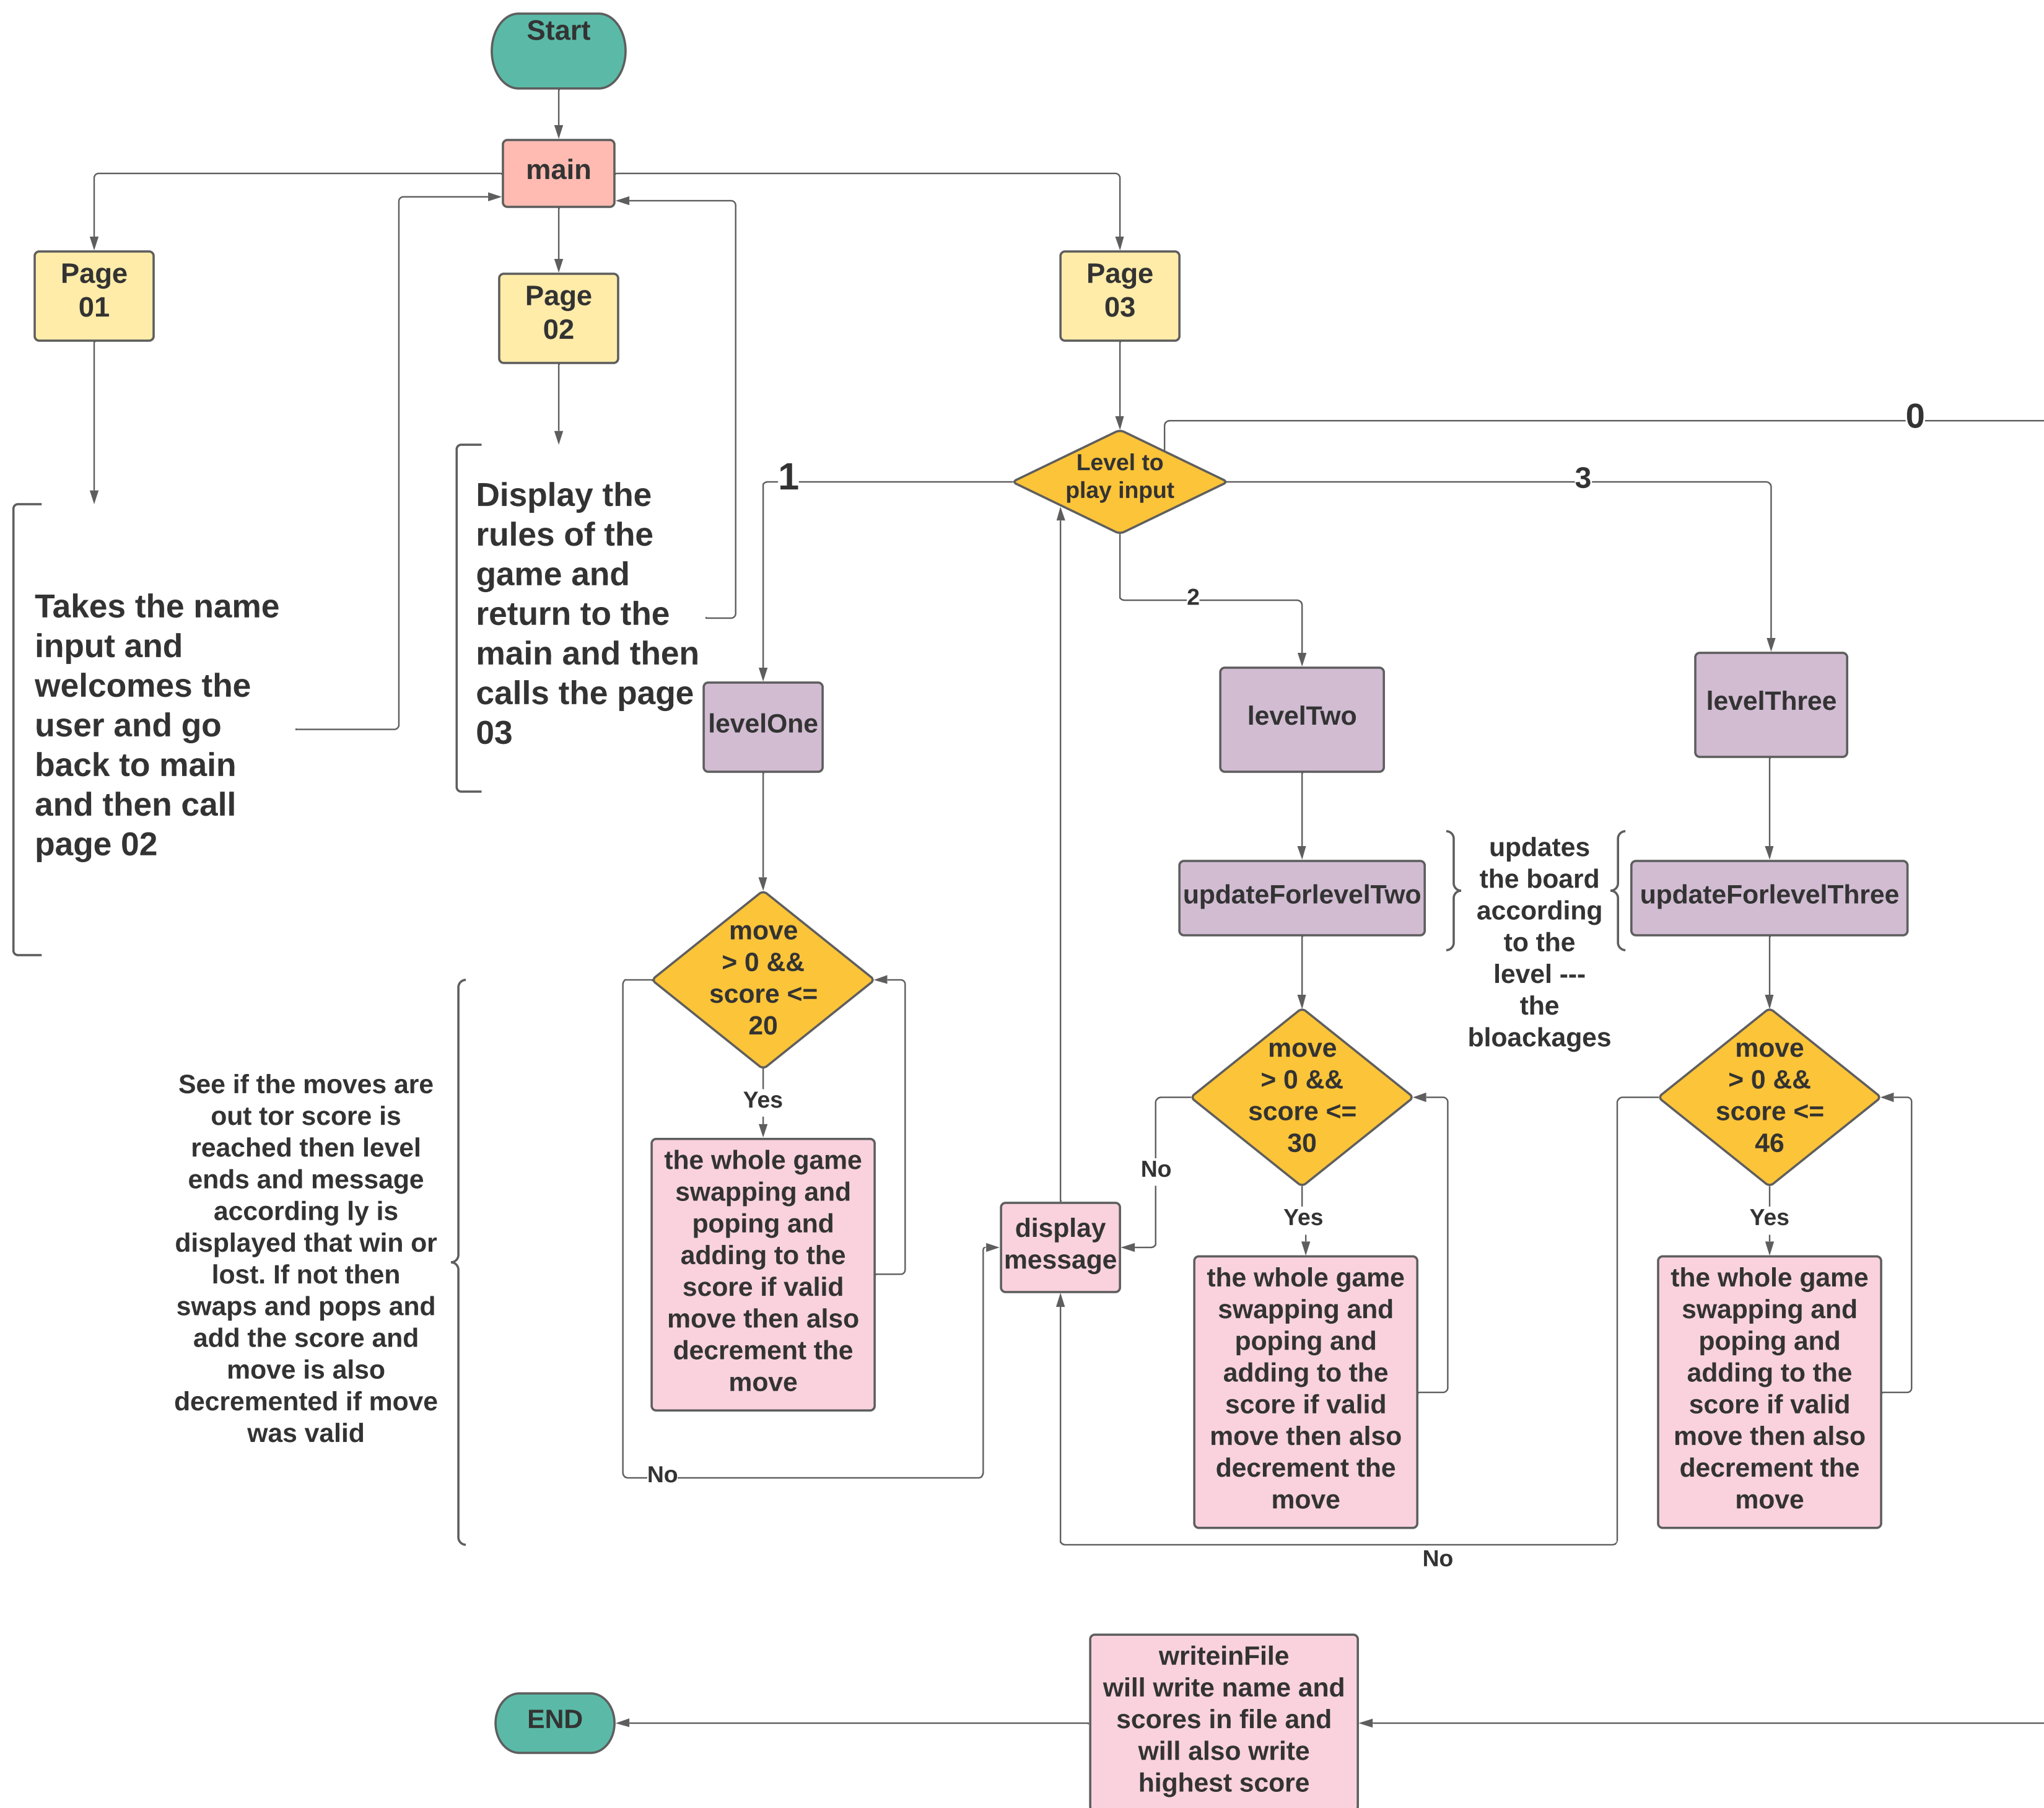 Start
main
Page
01
Page
02
Page
03
Level to
play input
0
1
3
2
Display the
rules of the
game and
return to the
main and then
calls the page
03
Takes the name
input and
welcomes the
user and go
back to main
and then call
page 02
levelOne
levelTwo
levelThree
updateForlevelTwo
updates
the board
according
to the
level ---
the
bloackages
updateForlevelThree
move
> 0 &&
score <=
20
move
> 0 &&
score <=
30
move
> 0 &&
score <=
46
See if the moves are
out tor score is
reached then level
ends and message
according ly is
displayed that win or
lost. If not then
swaps and pops and
add the score and
move is also
decremented if move
was valid
Yes
the whole game
swapping and
poping and
adding to the
score if valid
move then also
decrement the
move
No
display
message
No
Yes
the whole game
swapping and
poping and
adding to the
score if valid
move then also
decrement the
move
Yes
the whole game
swapping and
poping and
adding to the
score if valid
move then also
decrement the
move
No
writeinFile
will write name and
scores in file and
will also write
highest score
END